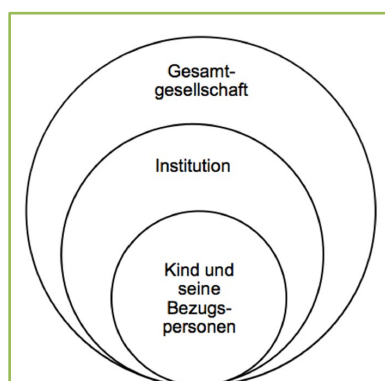 Gesamt-
gesellschaft
Institution
Kind und
seine
Bezugs-
personen